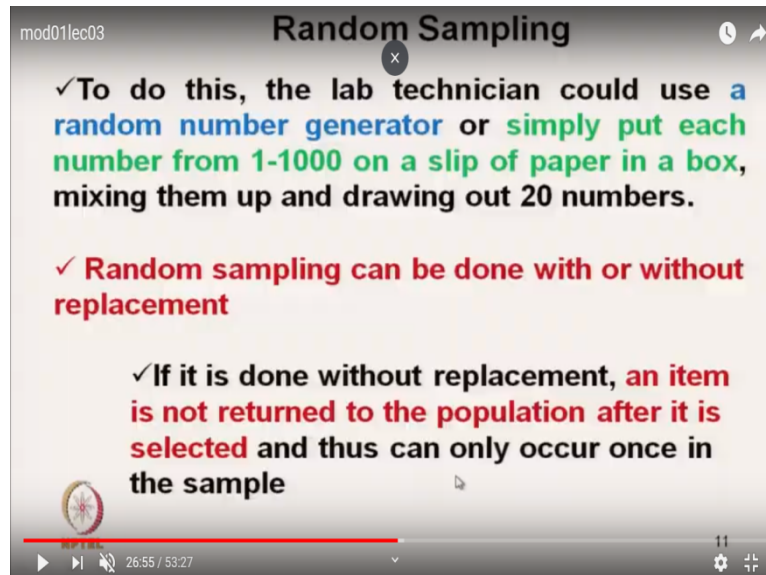 mod01lec03
Random Sampling
✓To do this, the lab technician could use a
random number generator or simply put each
number from 1-1000 on a slip of paper in a box,
mixing them up and drawing out 20 numbers.
✓ Random sampling can be done with or without
replacement
✓If it is done without replacement, an item
is not returned to the population after it is
selected and thus can only occur once in
the sample
NPTEL
11
26:55 / 53:27